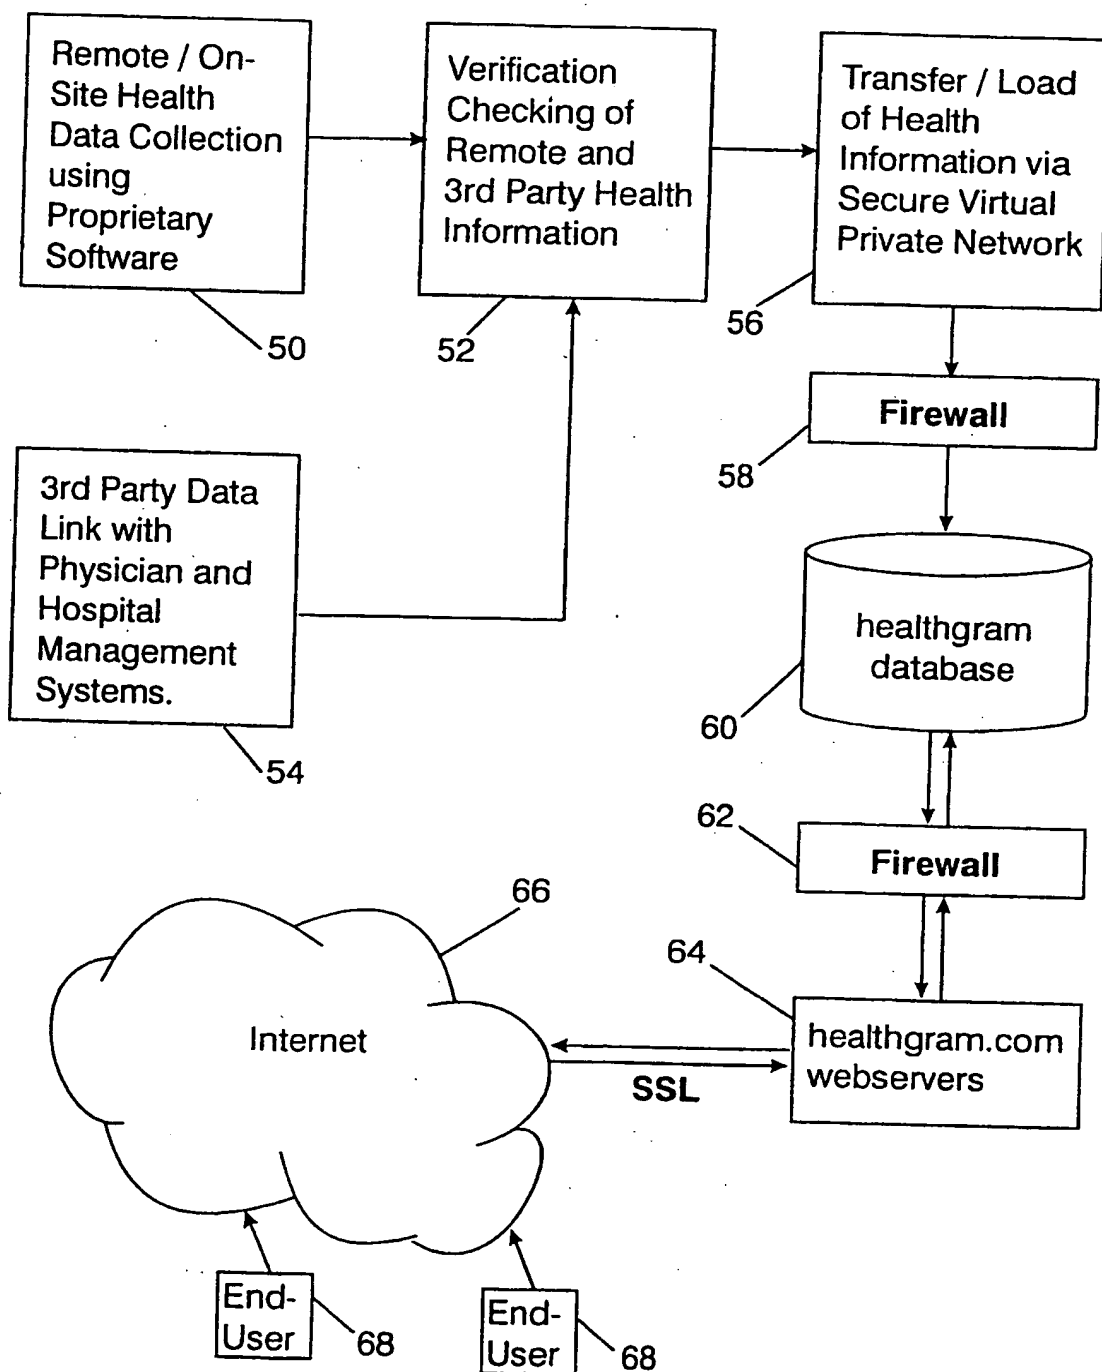 Remote / On-
Site Health
Data Collection
using
Proprietary
Software
50
Verification
Checking of
Remote and
3rd Party Health
Information
52
Transfer / Load
of Health
Information via
Secure Virtual
Private Network
56
Firewall
58
3rd Party Data
Link with
Physician and
Hospital
Management
Systems.
54
healthgram
database
60
62
Firewall
66
64
Internet
healthgram.com
webservers
SSL
End-
User
68
End-
User
68